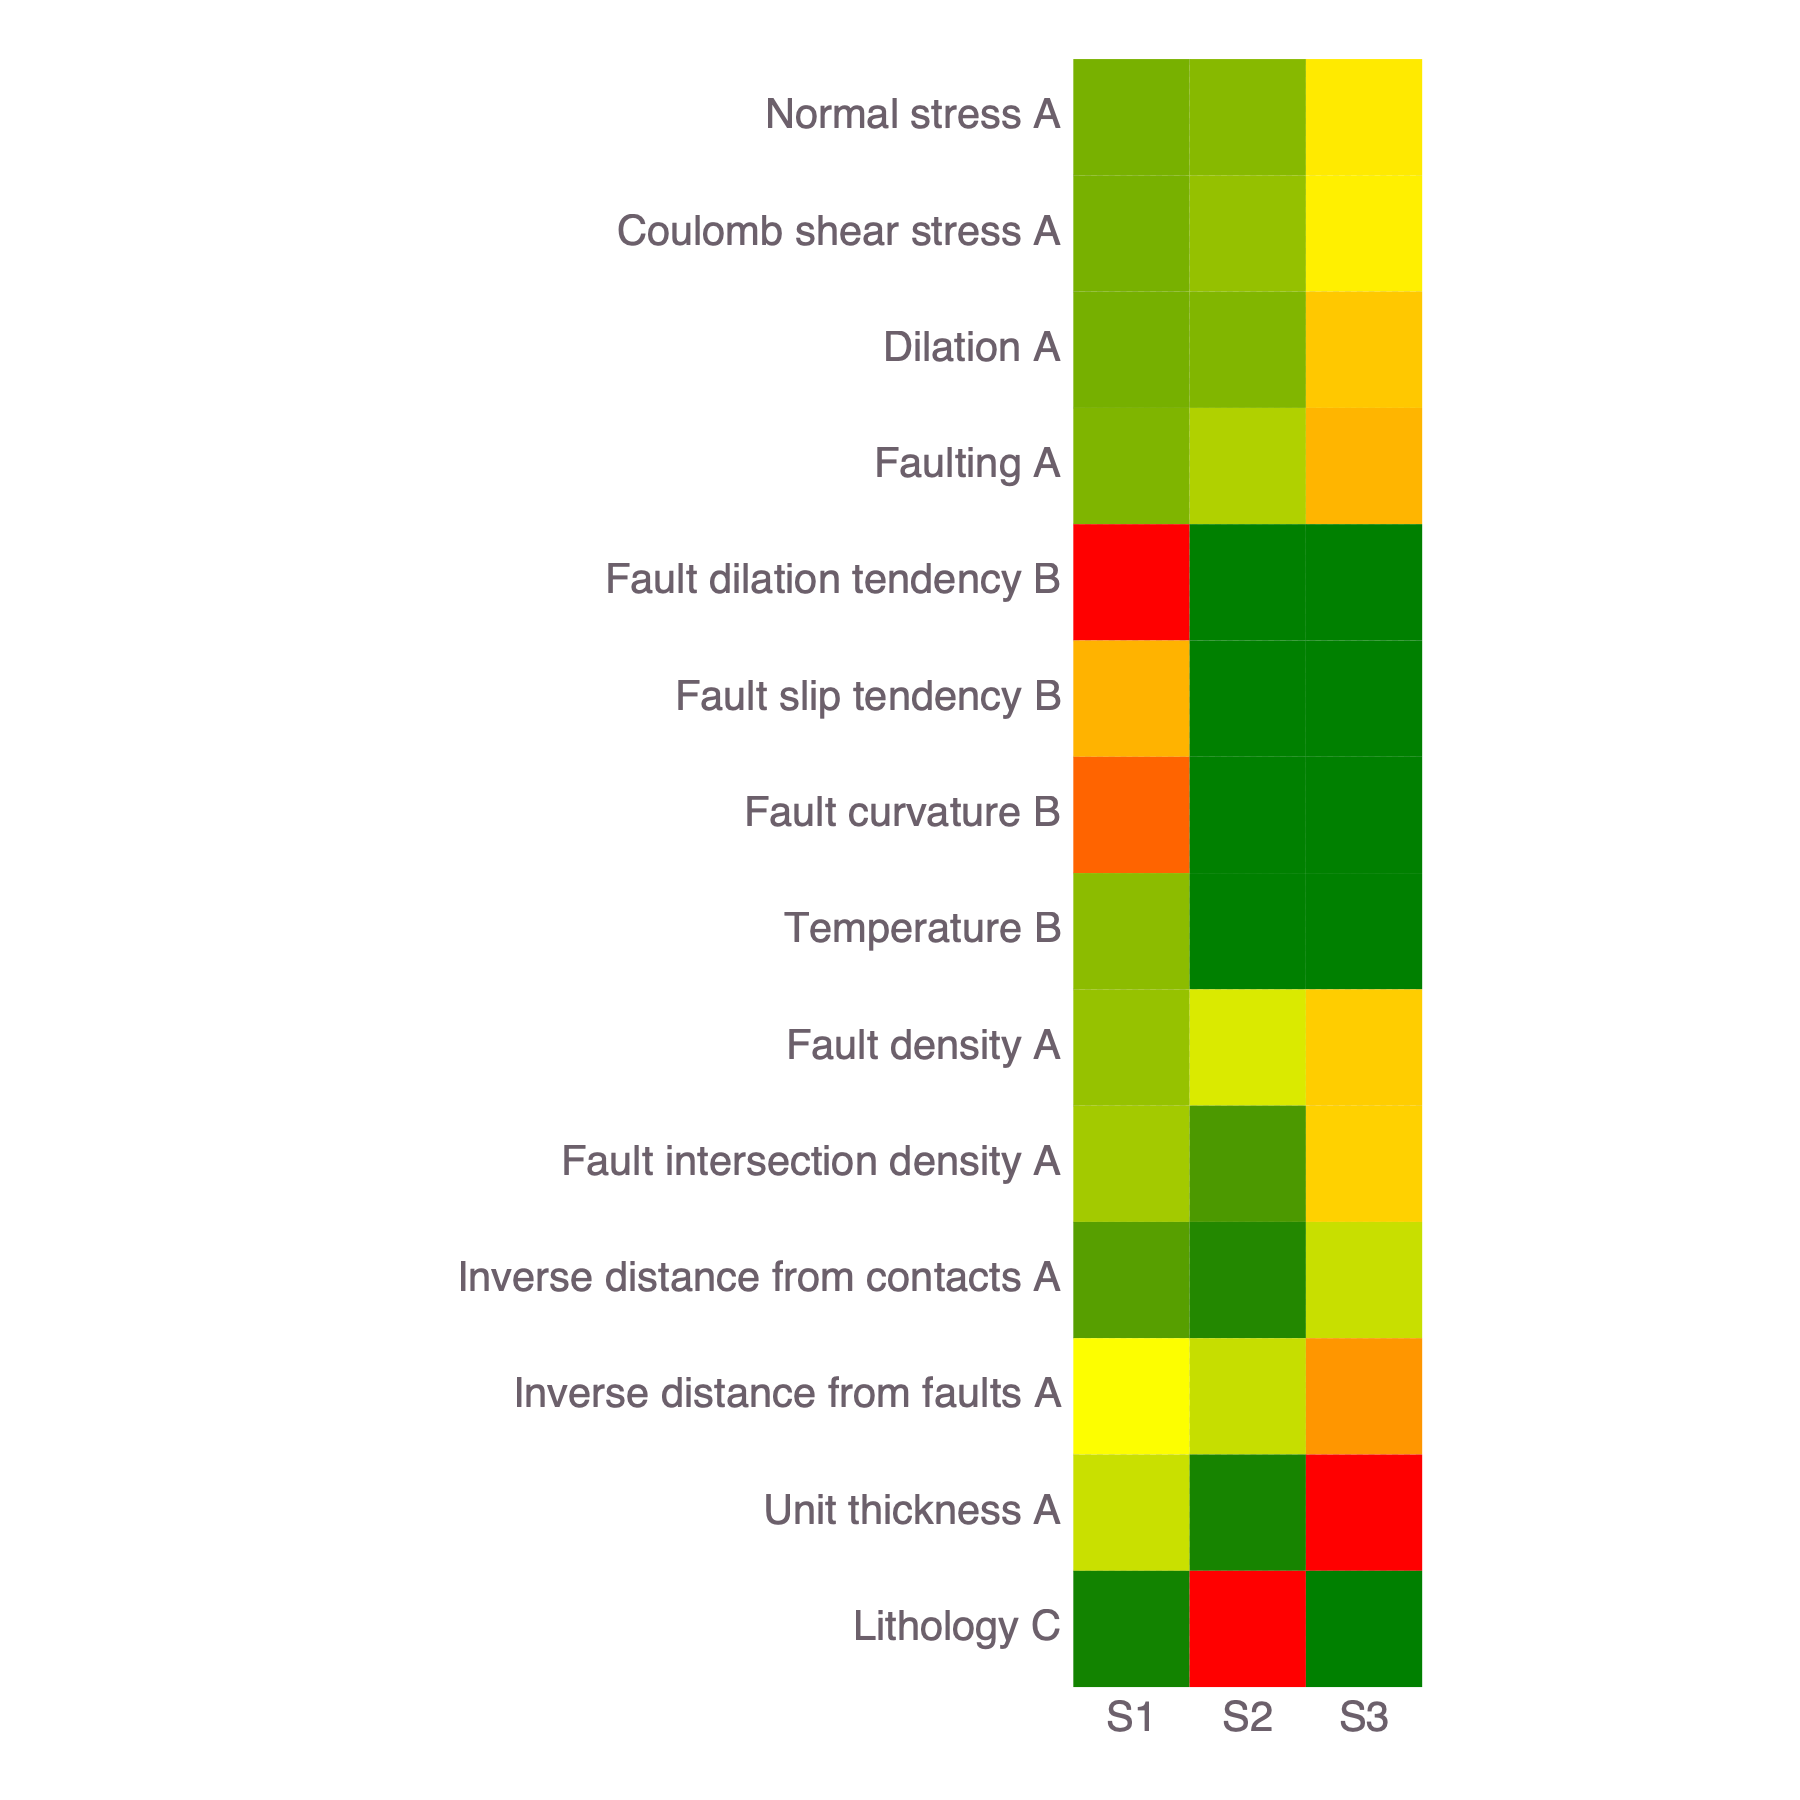 Normal stress A
Coulomb shear stress A
Dilation A
Faulting A
Fault dilation tendency B
Fault slip tendency B
Fault curvature B
Temperature B
Fault density A
Fault intersection density A
Inverse distance from contacts A
Inverse distance from faults A
Unit thickness A
Lithology C
S1 S2 S3